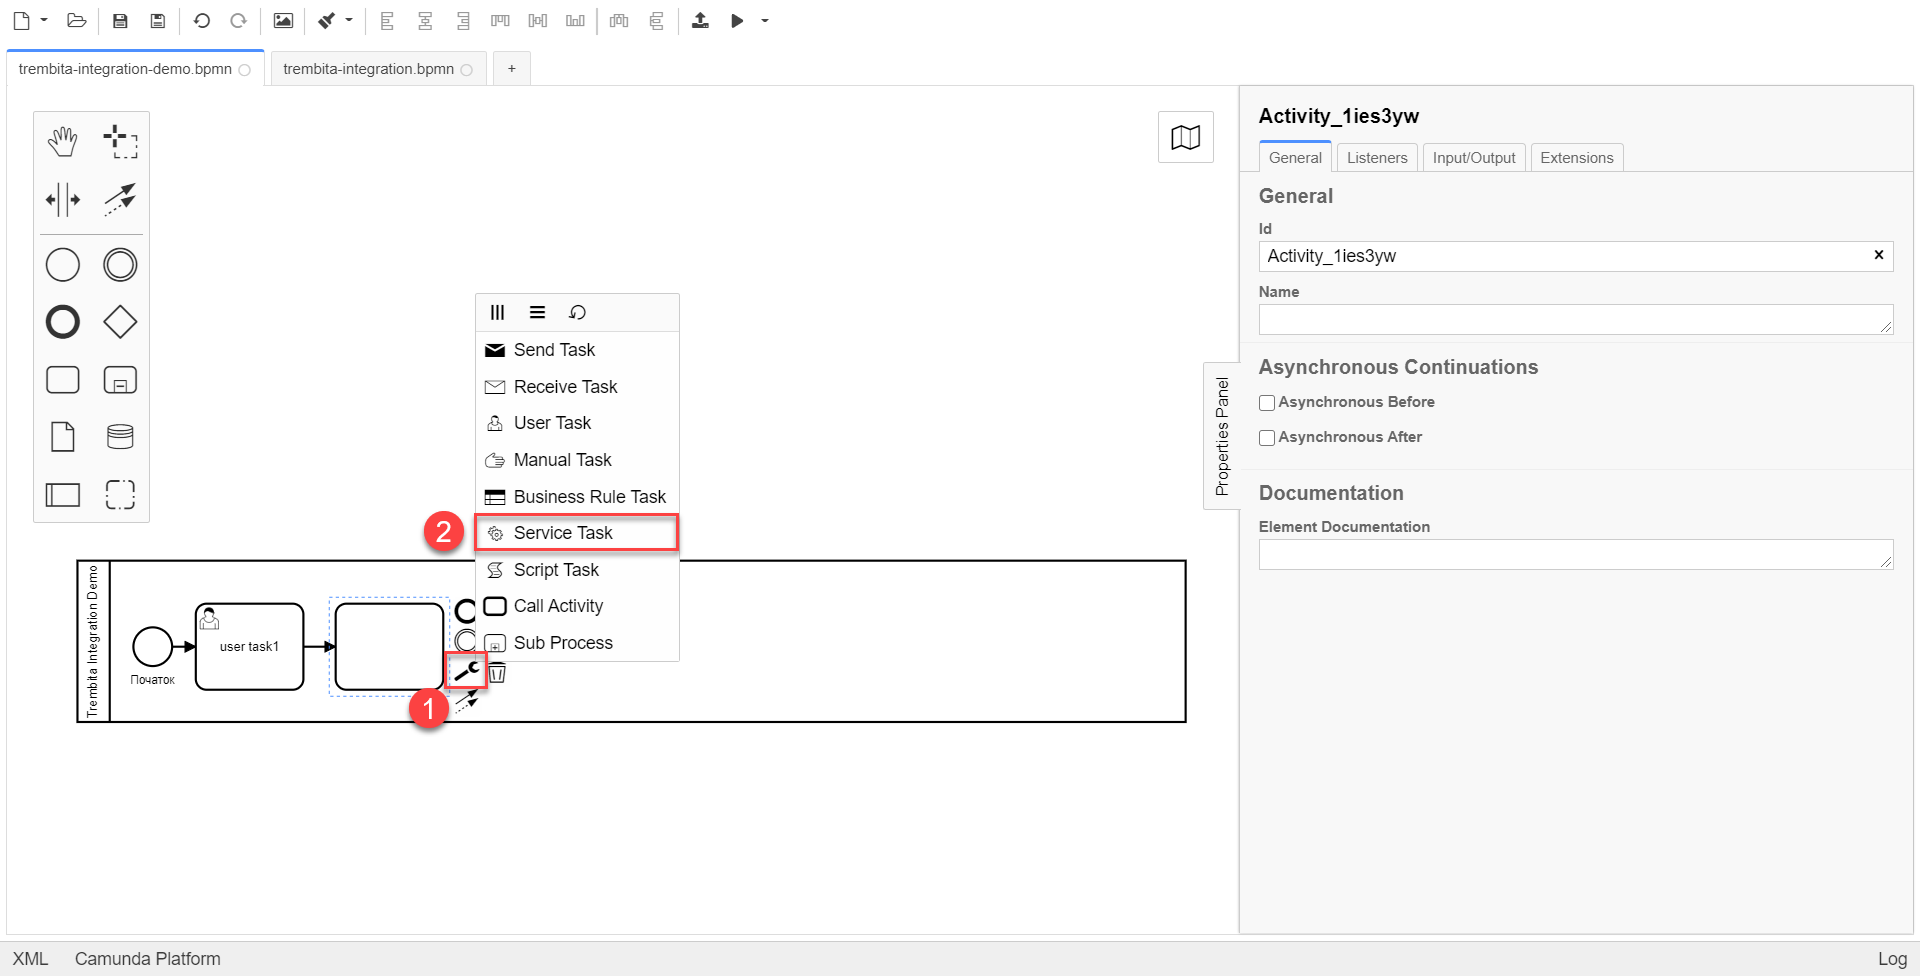 trembita-integration-demo.bpmn
trembita-integration.bpmn
+
Activity_1ies3yw
General
Listeners
Input/Output
Extensions
General
Id
Activity_1ies3yw
Name
Asynchronous Continuations
Asynchronous Before
Asynchronous After
Documentation
Element Documentation
Properties Panel
Send Task
Receive Task
User Task
Manual Task
Business Rule Task
2
Service Task
Script Task
Call Activity
Sub Process
Trembita Integration Demo
Початок
user task1
1
XML
Camunda Platform
Log